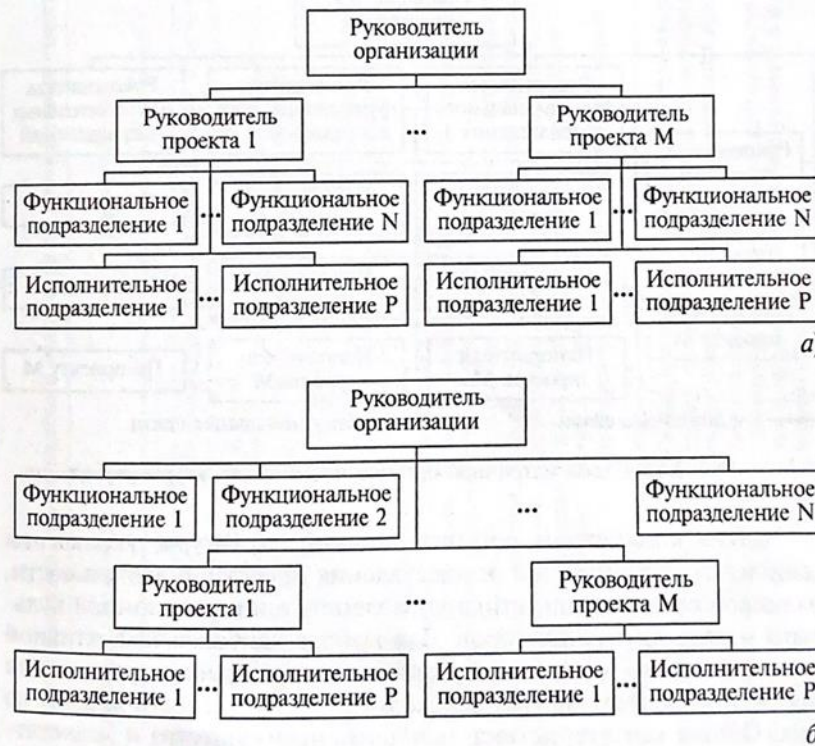 Руководитель
организации
Руководитель
проекта 1
...
Руководитель
проекта M
Функциональное
подразделение 1
...
Функциональное
подразделение N
Функциональное
подразделение 1
...
Функциональное
подразделение N
Исполнительное
подразделение 1
...
Исполнительное
подразделение P
Исполнительное
подразделение 1
...
Исполнительное
подразделение P
а)
Руководитель
организации
Функциональное
подразделение 1
Функциональное
подразделение 2
...
Функциональное
подразделение N
Руководитель
проекта 1
...
Руководитель
проекта M
Исполнительное
подразделение 1
...
Исполнительное
подразделение P
Исполнительное
подразделение 1
...
Исполнительное
подразделение P
б